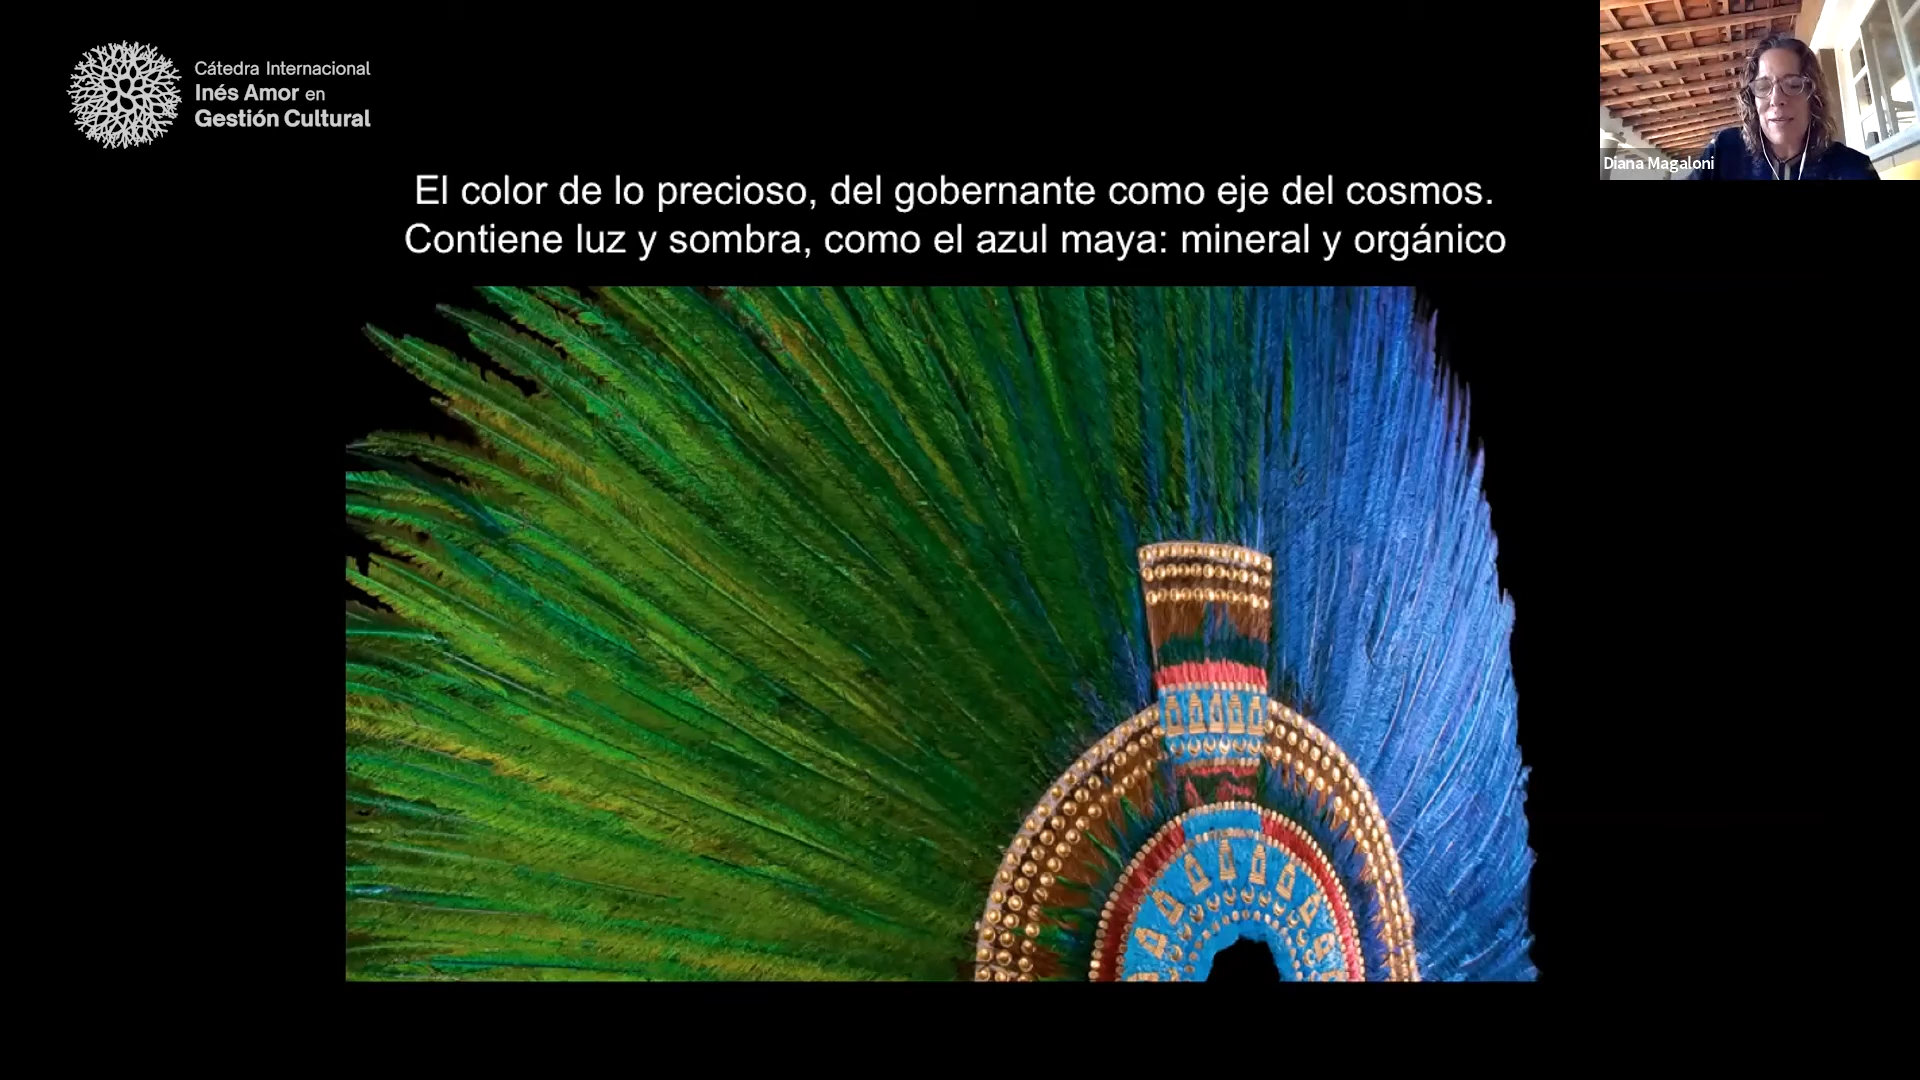 Cátedra Internacional
Inés Amor en
Gestión Cultural
Diana Magaloni
El color de lo precioso, del gobernante como eje del cosmos.
Contiene luz y sombra, como el azul maya: mineral y orgánico